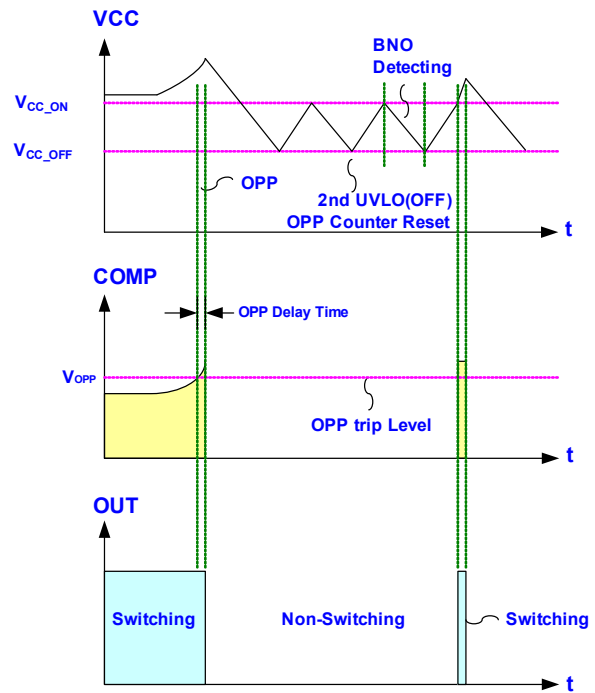 VCC
BNO
Detecting
VCC_ON
VCC_OFF
OPP
2nd UVLO(OFF)
OPP Counter Reset
t
COMP
OPP Delay Time
VOPP
OPP trip Level
t
OUT
Switching
Non-Switching
Switching
t